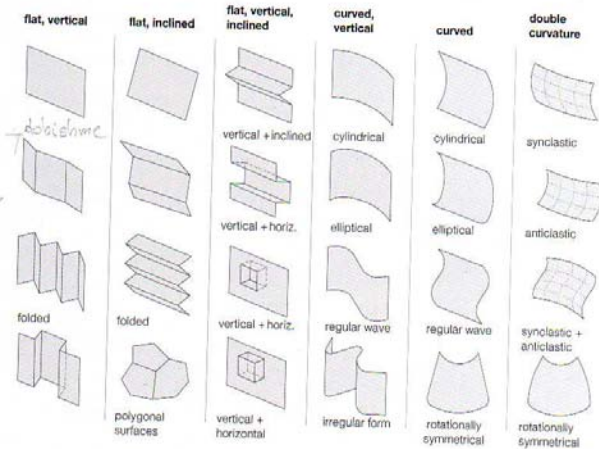 flat, vertical
flat, inclined
flat, vertical,
inclined
curved,
vertical
curved
double
curvature
vertical + inclined
cylindrical
cylindrical
synclastic
vertical + horiz.
elliptical
elliptical
anticlastic
folded
folded
vertical + horiz.
regular wave
regular wave
synclastic +
anticlastic
polygonal
surfaces
vertical +
horizontal
irregular form
rotationally
symmetrical
rotationally
symmetrical